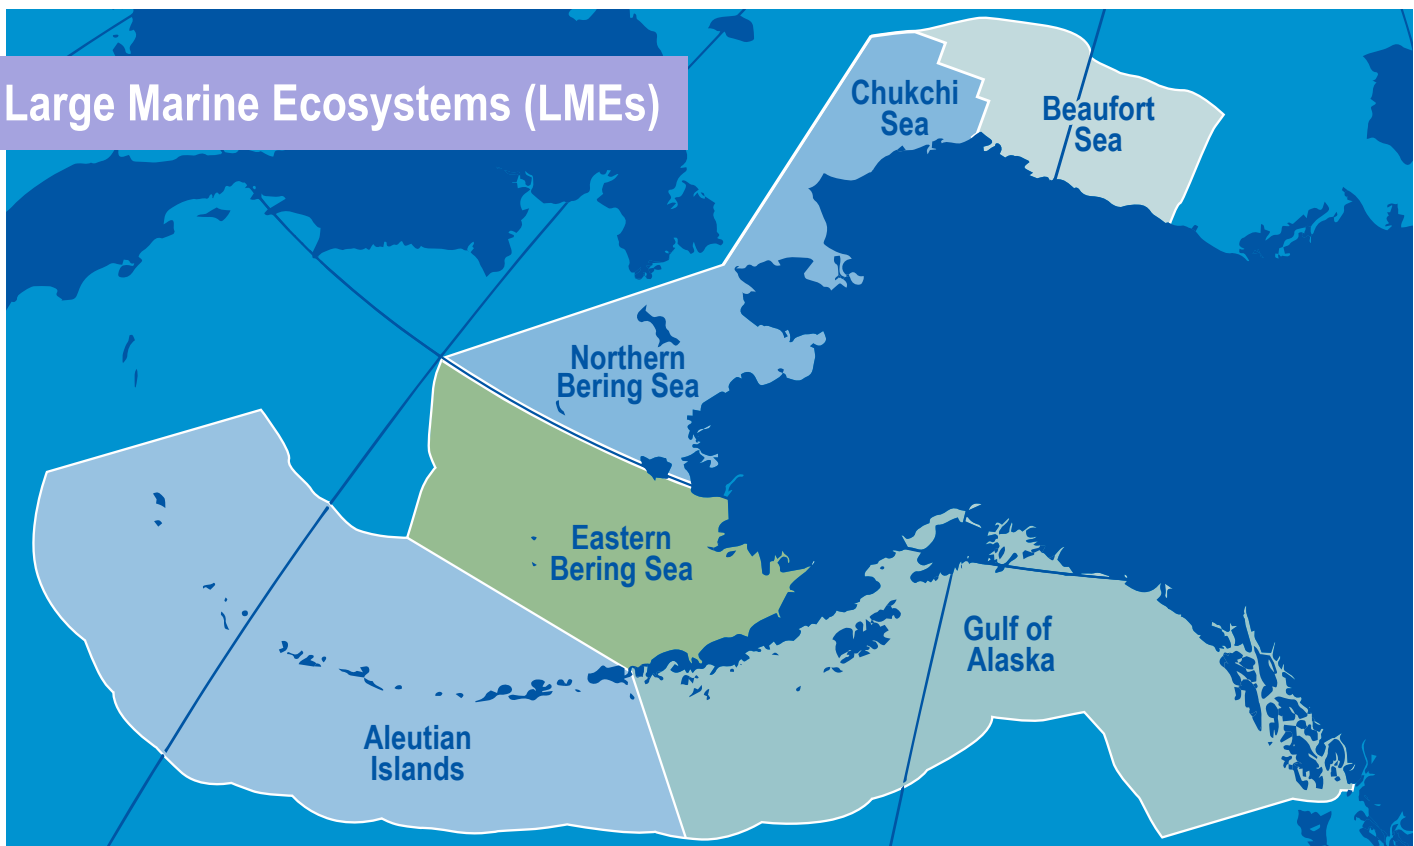 Large Marine Ecosystems (LMEs)
Chukchi
Sea
Beaufort
Sea
Northern
Bering Sea
Eastern
Bering Sea
Gulf of
Alaska
Aleutian
Islands